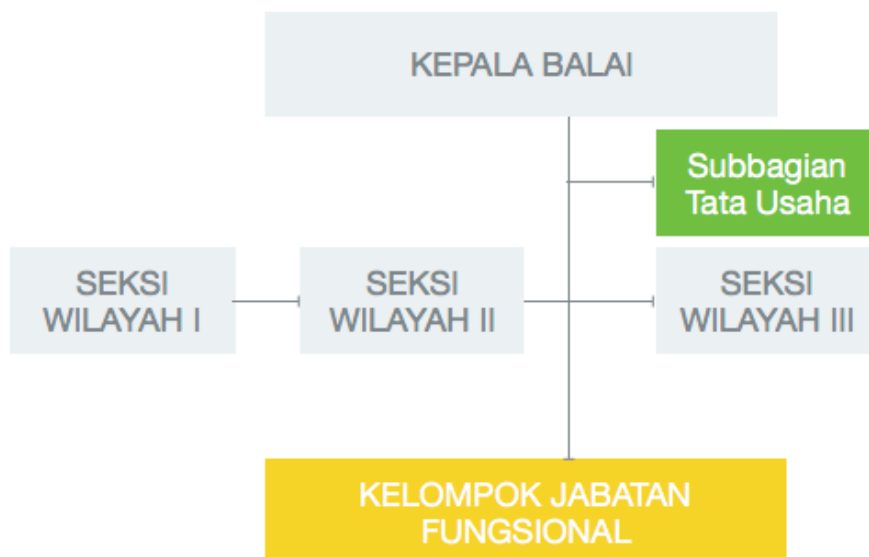 KEPALA BALAI
Subbagian
Tata Usaha
SEKSI
WILAYAH I
SEKSI
WILAYAH II
SEKSI
WILAYAH III
KELOMPOK JABATAN
FUNGSIONAL